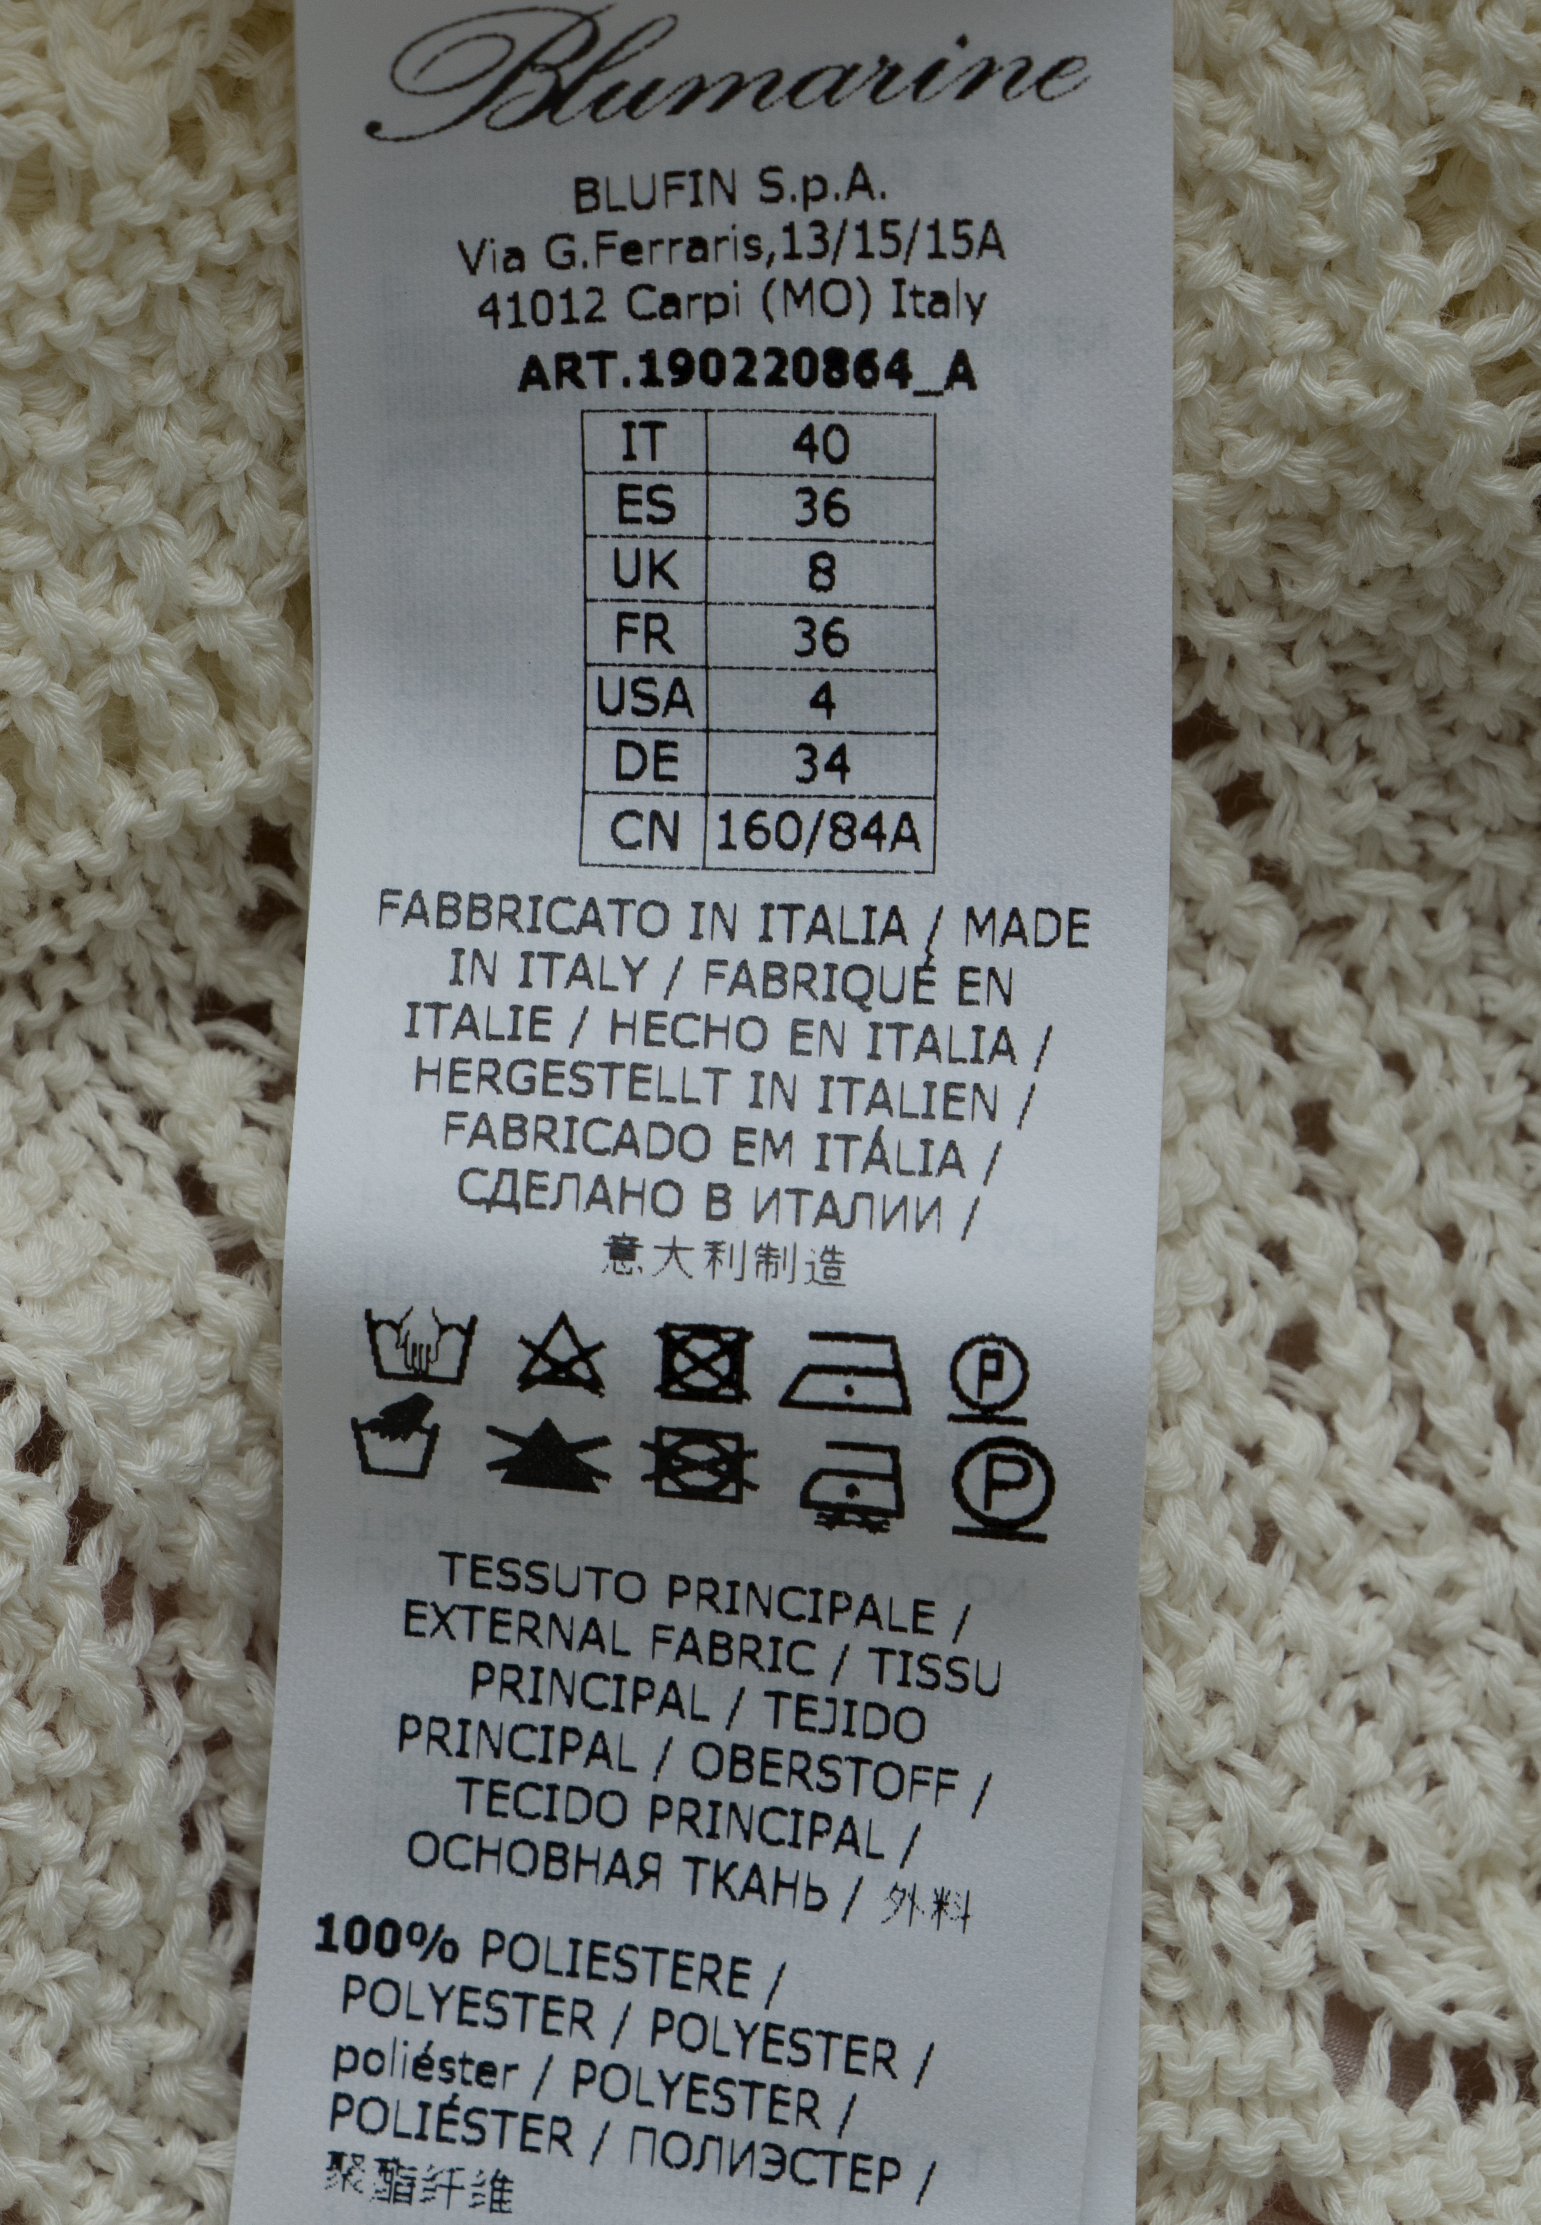 Blumarine
BLUFIN S.p.A.
Via G.Ferraris,13/15/15A
41012 Carpi (MO) Italy
ART.190220864_A
IT 40
ES 36
UK 8
FR 36
USA 4
DE 34
CN 160/84A
FABBRICATO IN ITALIA / MADE
IN ITALY / FABRIQUÉ EN
ITALIE / HECHO EN ITALIA /
HERGESTELLT IN ITALIEN /
FABRICADO EM ITÁLIA /
СДЕЛАНО В ИТАЛИИ /
意大利制造
P
P
TESSUTO PRINCIPALE /
EXTERNAL FABRIC / TISSU
PRINCIPAL / TEJIDO
PRINCIPAL / OBERSTOFF /
TECIDO PRINCIPAL /
ОСНОВНАЯ ТКАНЬ / 外料
100% POLIESTERE /
POLYESTER / POLYESTER /
poliéster / POLYESTER /
POLIÉSTER / ПОЛИЭСТЕР /
聚酯纤维